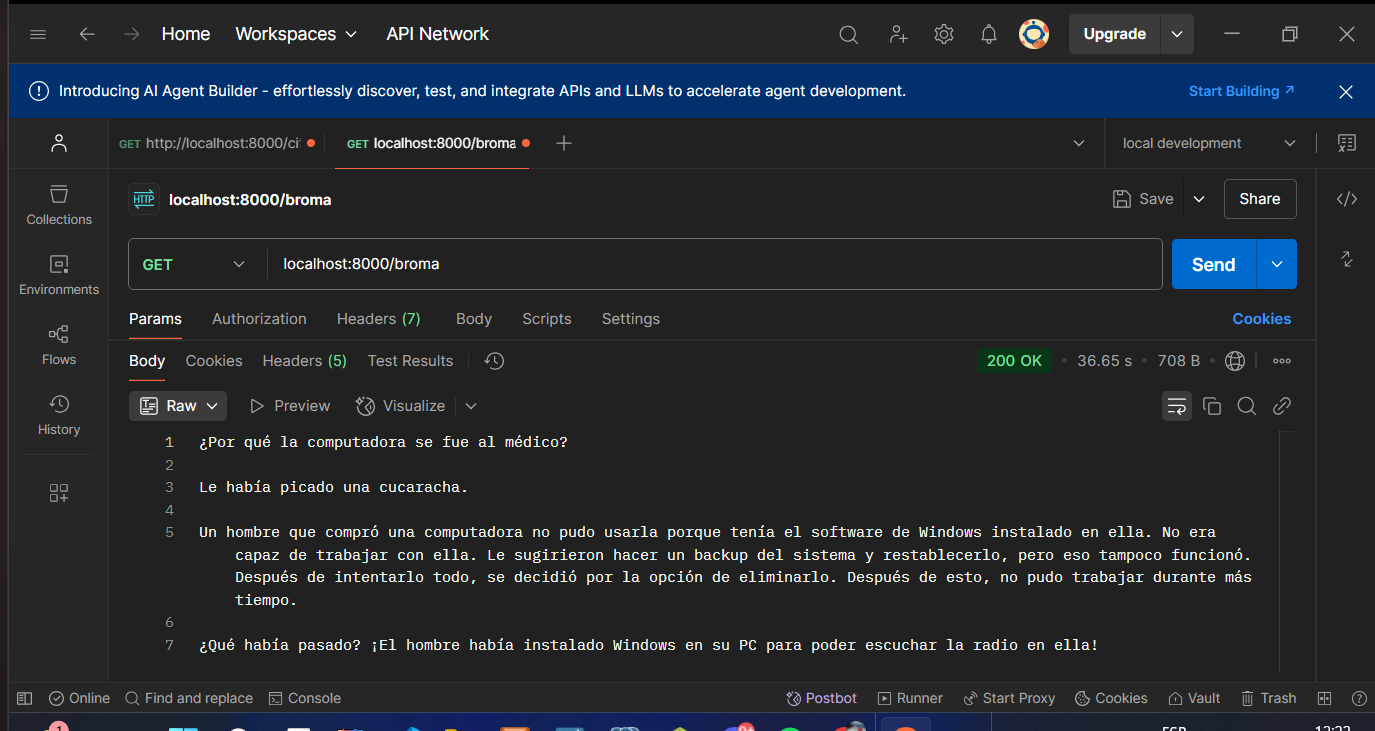 Home Workspaces API Network Upgrade
Introducing AI Agent Builder - effortlessly discover, test, and integrate APIs and LLMs to accelerate agent development. Start Building
GET http://localhost:8000/ci GET localhost:8000/broma local development
HTTP localhost:8000/broma Save Share
Collections
GET localhost:8000/broma Send
Environments
Params Authorization Headers (7) Body Scripts Settings Cookies
Flows
Body Cookies Headers (5) Test Results 200 OK 36.65 s 708 B
History
Raw Preview Visualize
1 ¿Por qué la computadora se fue al médico?
2
3 Le había picado una cucaracha.
4
5 Un hombre que compró una computadora no pudo usarla porque tenía el software de Windows instalado en ella. No era
capaz de trabajar con ella. Le sugirieron hacer un backup del sistema y restablecerlo, pero eso tampoco funcionó.
Después de intentarlo todo, se decidió por la opción de eliminarlo. Después de esto, no pudo trabajar durante más
tiempo.
6
7 ¿Qué había pasado? ¡El hombre había instalado Windows en su PC para poder escuchar la radio en ella!
Online Find and replace Console Postbot Runner Start Proxy Cookies Vault Trash